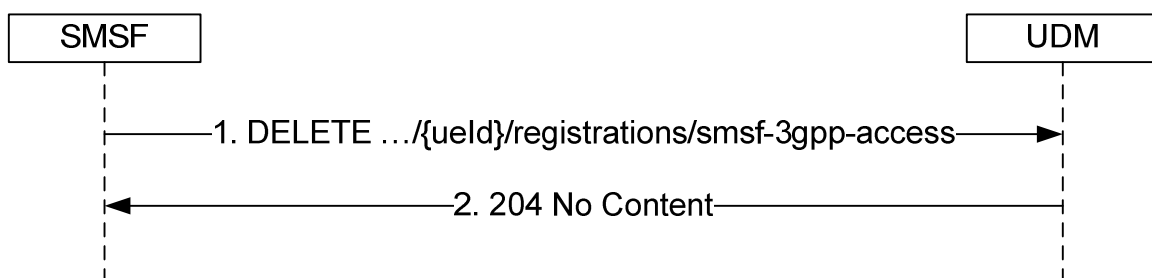 SMSF
UDM
1. DELETE …/{ueId}/registrations/smsf-3gpp-access
2. 204 No Content